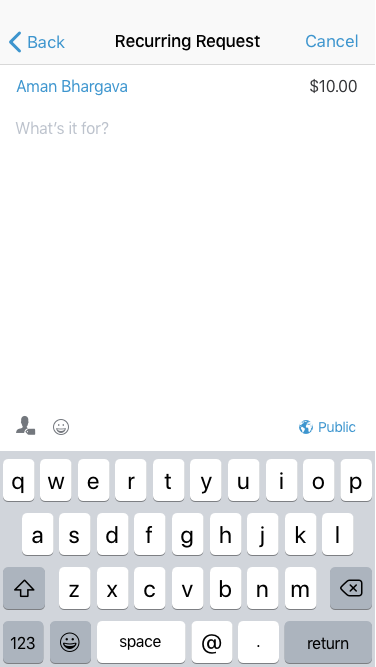 Back Recurring Request Cancel
Aman Bhargava $10.00
What's it for?
Public
q w e r t y u i o p
a s d f g h j k l
z x c v b n m
123 space @ . return